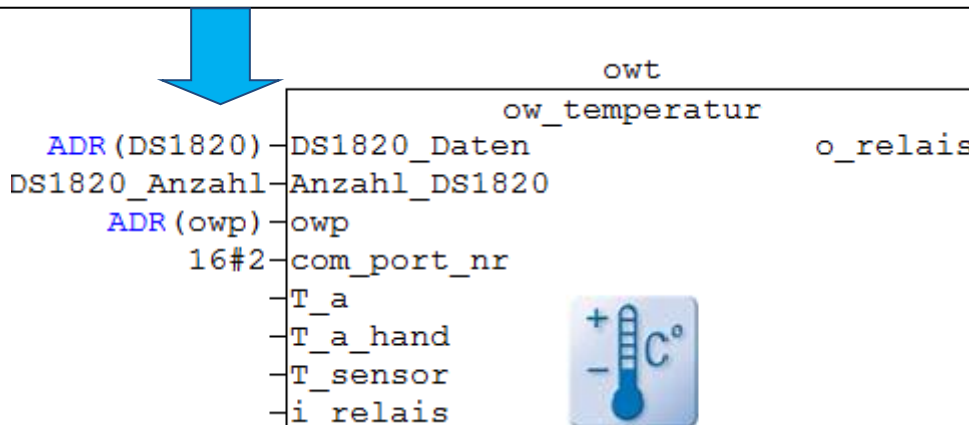 owt
ow_temperatur
ADR(DS1820) DS1820_Daten o_relais
DS1820_Anzahl Anzahl_DS1820
ADR(owp) owp
16#2 com_port_nr
T_a
T_a_hand
T_sensor
i_relais
+ C°
−